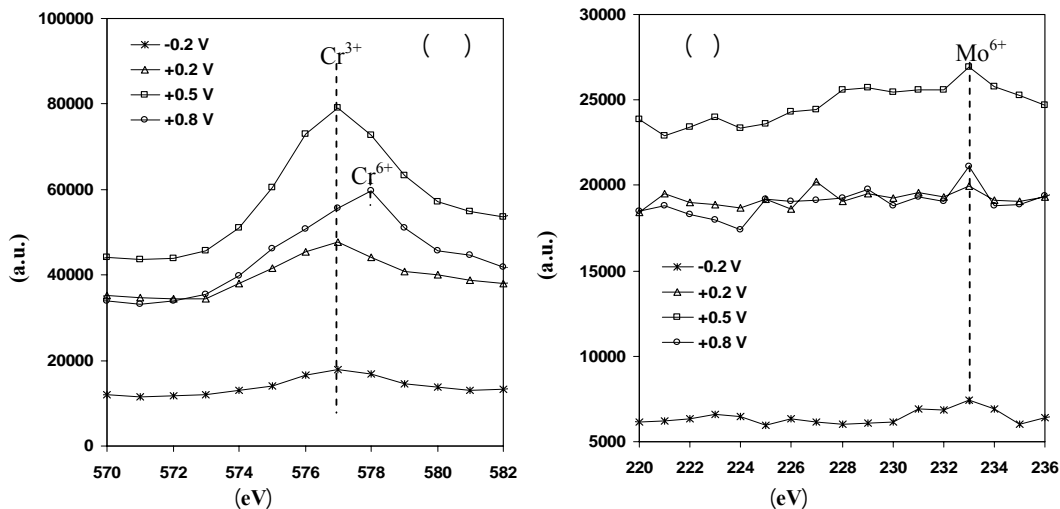 100000
80000
60000
40000
20000
0
(a.u.)
-0.2 V
+0.2 V
+0.5 V
+0.8 V
( )
Cr3+
Cr6+
570 572 574 576 578 580 582
(eV)
30000
25000
20000
15000
10000
5000
(a.u.)
( )
Mo6+
-0.2 V
+0.2 V
+0.5 V
+0.8 V
220 222 224 226 228 230 232 234 236
(eV)